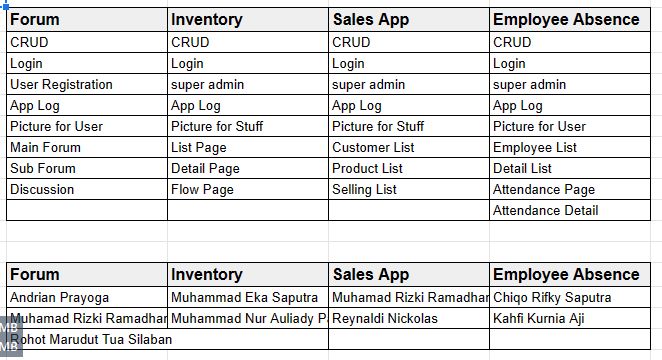 Forum Inventory Sales App Employee Absence
CRUD CRUD CRUD CRUD
Login Login Login Login
User Registration super admin super admin super admin
App Log App Log App Log App Log
Picture for User Picture for Stuff Picture for Stuff Picture for User
Main Forum List Page Customer List Employee List
Sub Forum Detail Page Product List Detail List
Discussion Flow Page Selling List Attendance Page
Attendance Detail
Forum Inventory Sales App Employee Absence
Andrian Prayoga Muhammad Eka Saputra Muhamad Rizki Ramadhan Chiqo Rifky Saputra
Muhamad Rizki Ramadhan Muhammad Nur Auliady Reynaldi Nickolas Kahfi Kurnia Aji
Rohot Marudut Tua Silaban
MB
MB